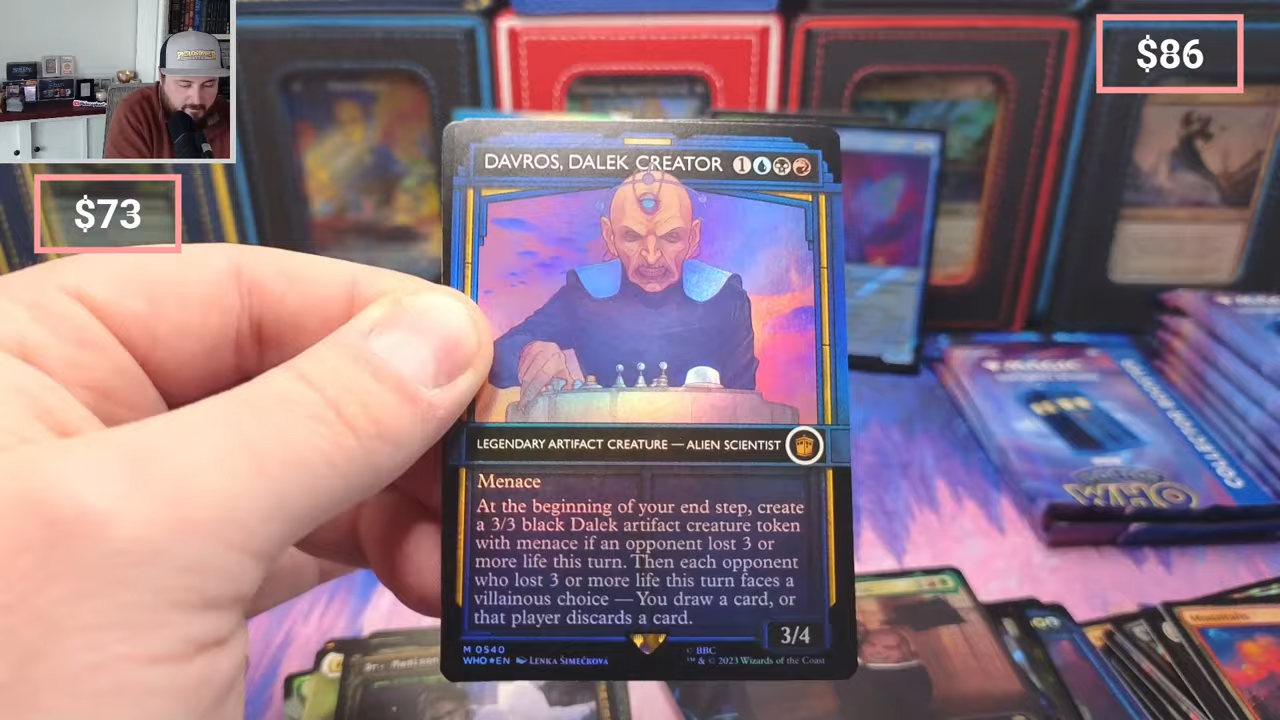 $86
$73
DAVROS, DALEK CREATOR 1
LEGENDARY ARTIFACT CREATURE — ALIEN SCIENTIST
Menace
At the beginning of your end step, create
a 3/3 black Dalek artifact creature token
with menace if an opponent lost 3 or
more life this turn. Then each opponent
who lost 3 or more life this turn faces a
villainous choice — You draw a card, or
that player discards a card.
3/4
M 0540
WHO★EN LENKA ŠIMEČKOVÁ
© BBC
™ & © 2023 Wizards of the Coast
MAGIC
COLLECTOR BOOSTER
WHO
Mountain